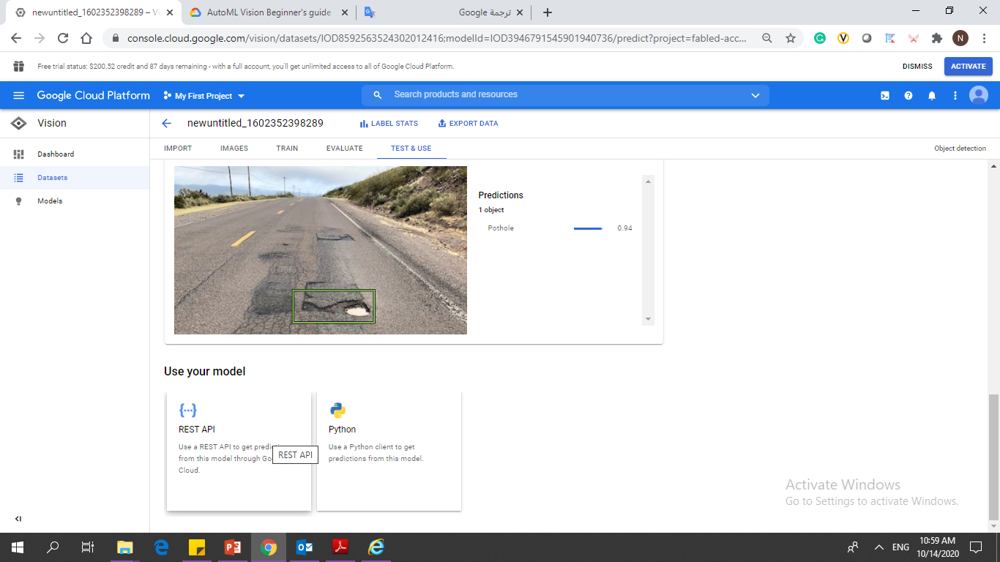 newuntitled_1602352398289 – Vi
AutoML Vision Beginner's guide
ترجمة Google
console.cloud.google.com/vision/datasets/IOD8592563524302012416:modelId=IOD3946791545901940736/predict?project=fabled-acc...
N
Free trial status: $200.52 credit and 87 days remaining - with a full account, you'll get unlimited access to all of Google Cloud Platform.
DISMISS
ACTIVATE
Google Cloud Platform
My First Project
Search products and resources
Vision
newuntitled_1602352398289
LABEL STATS
EXPORT DATA
Dashboard
Datasets
Models
IMPORT
IMAGES
TRAIN
EVALUATE
TEST & USE
Object detection
Predictions
1 object
Pothole 0.94
Use your model
REST API
Use a REST API to get predicti
from this model through Goo
Cloud.
REST API
Python
Use a Python client to get
predictions from this model.
Activate Windows
Go to Settings to activate Windows.
ENG
10:59 AM
10/14/2020